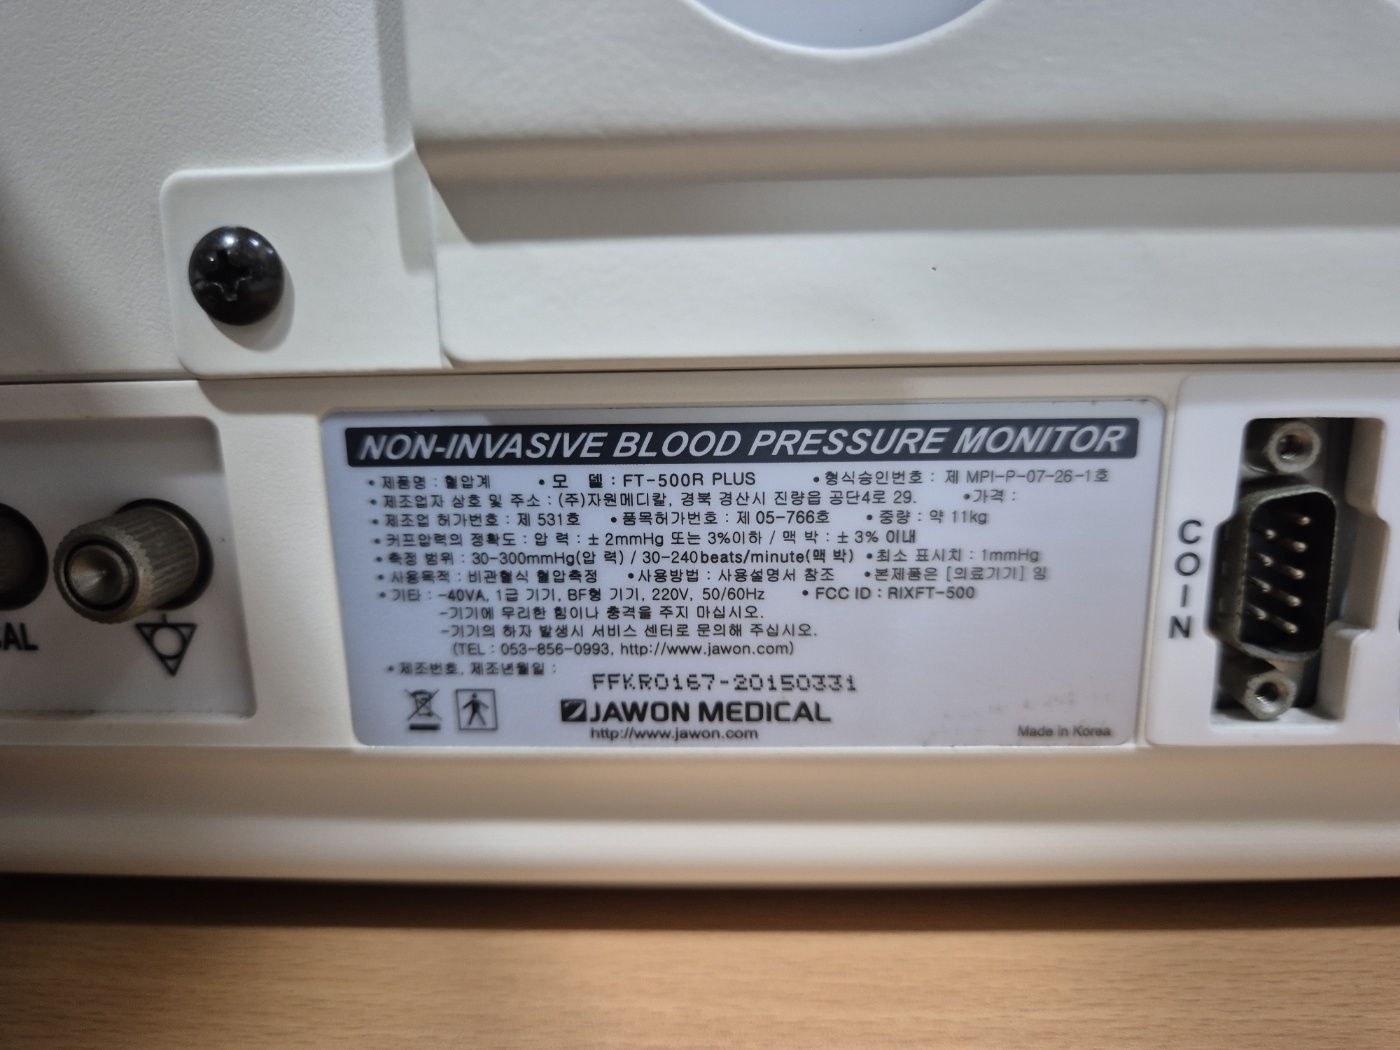 NON-INVASIVE BLOOD PRESSURE MONITOR
•제품명 : 혈압계 •모 델 : FT-500R PLUS •형식승인번호 : 제 MPI-P-07-26-1호
•제조업자 상호 및 주소 : (주)자원메디칼, 경북 경산시 진량읍 공단4로 29. •가격 :
•제조업 허가번호 : 제 531호 •품목허가번호 : 제 05-766호 •중량 : 약 11kg
•커프압력의 정확도 : 압 력 : ± 2mmHg 또는 3%이하 / 맥 박 : ± 3% 이내
•측정 범위 : 30-300mmHg(압 력) / 30-240beats/minute(맥 박) •최소 표시치 : 1mmHg
•사용목적 : 비관혈식 혈압측정 •사용방법 : 사용설명서 참조 •본제품은 [의료기기] 임
•기타 : -40VA, 1급 기기, BF형 기기, 220V, 50/60Hz •FCC ID : RIXFT-500
-기기에 무리한 힘이나 충격을 주지 마십시오.
-기기의 하자 발생시 서비스 센터로 문의해 주십시오.
(TEL : 053-856-0993, http://www.jawon.com)
•제조번호, 제조년월일 :
FFKR0167-20150331
JAWON MEDICAL
http://www.jawon.com
Made in Korea
COIN